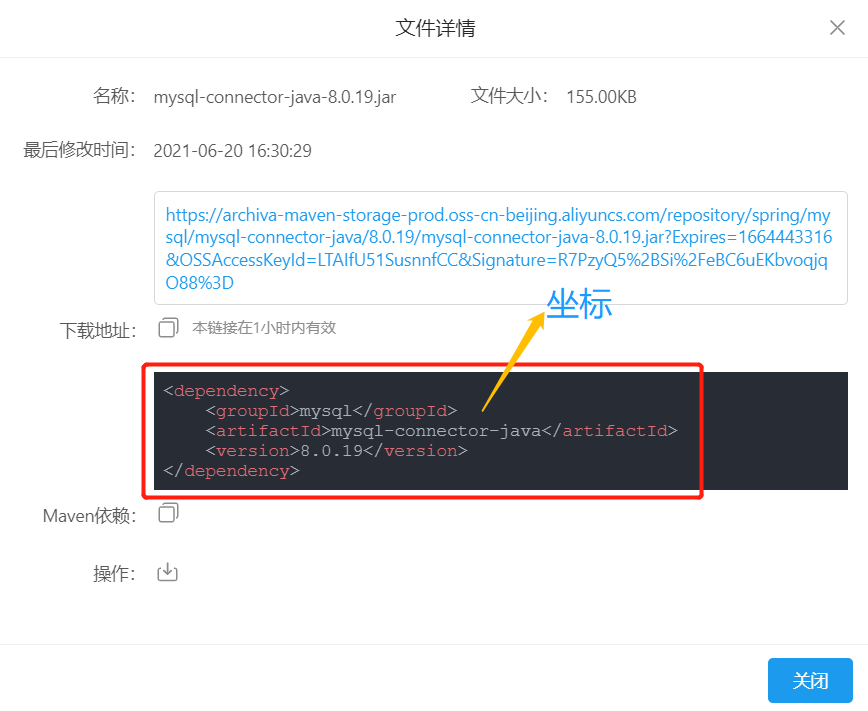 文件详情
名称： mysql-connector-java-8.0.19.jar 文件大小： 155.00KB
最后修改时间： 2021-06-20 16:30:29
https://archiva-maven-storage-prod.oss-cn-beijing.aliyuncs.com/repository/spring/my
sql/mysql-connector-java/8.0.19/mysql-connector-java-8.0.19.jar?Expires=1664443316
&OSSAccessKeyId=LTAIfU51SusnnfCC&Signature=R7PzyQ5%2BSi%2FeBC6uEKbvoqjq
O88%3D
坐标
下载地址： 本链接在1小时内有效
<dependency>
    <groupId>mysql</groupId>
    <artifactId>mysql-connector-java</artifactId>
    <version>8.0.19</version>
</dependency>
Maven依赖：
操作：
关闭